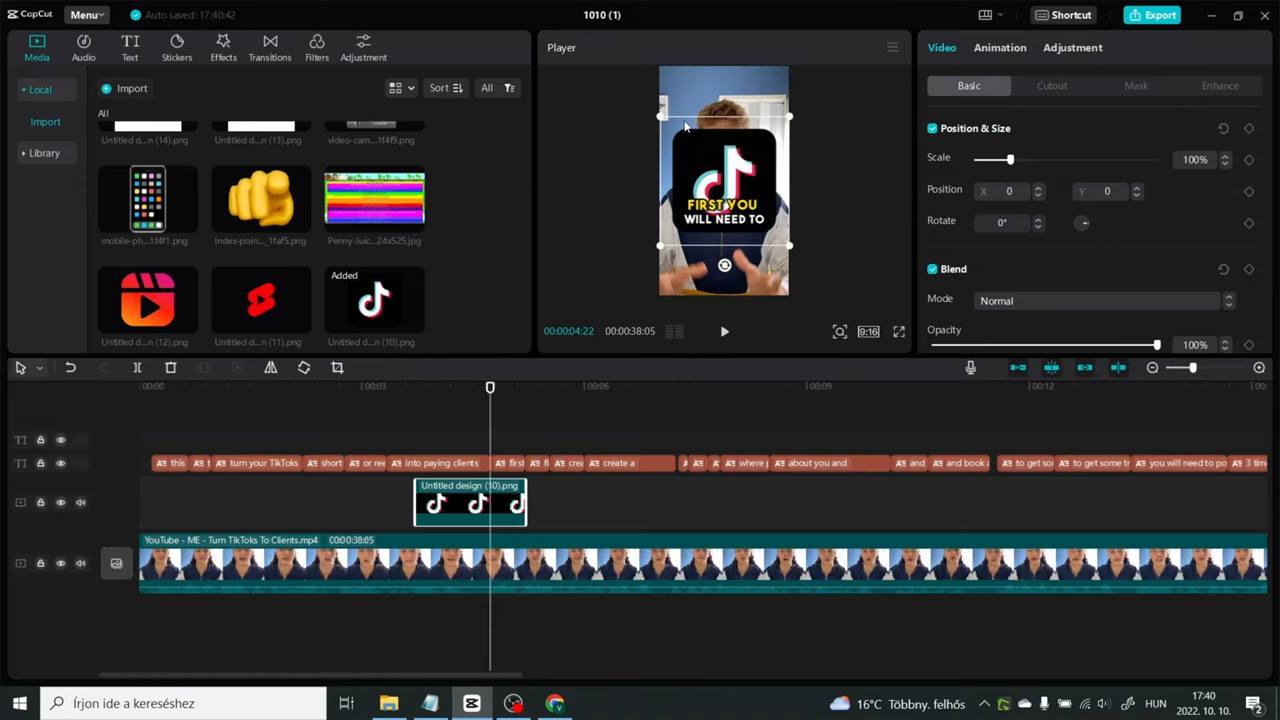 CapCut
Menu
Auto saved: 17:40:42
1010 (1)
Shortcut
Export
Media
Audio
Text
Stickers
Effects
Transitions
Filters
Adjustment
Player
Video
Animation
Adjustment
Local
Import
Sort
All
Basic
Cutout
Mask
Enhance
All
Import
Untitled d...n (14).png
Untitled d...n (13).png
video-cam...1f4f9.png
Library
mobile-ph...1f4f1.png
index-poin..._1faf5.png
Penny-Juic...24x525.jpg
Added
Untitled d...n (12).png
Untitled d...n (11).png
Untitled d...n (10).png
FIRST YOU
WILL NEED TO
00:00:04:22
00:00:38:05
9:16
Position & Size
Scale
100%
Position
X
0
Y
0
Rotate
0°
Blend
Mode
Normal
Opacity
100%
00:00
00:03
00:06
00:09
00:12
this
t
turn your TikToks
short
or ree
into paying clients
first
fi
crea
create a
where p
about you and
and
and book a
to get so
to get some tr
you will need to po
3 time
Untitled design (10).png
YouTube - ME - Turn TikToks To Clients.mp4
00:00:38:05
Írjon ide a kereséshez
16°C
Többny. felhős
HUN
17:40
2022. 10. 10.
2